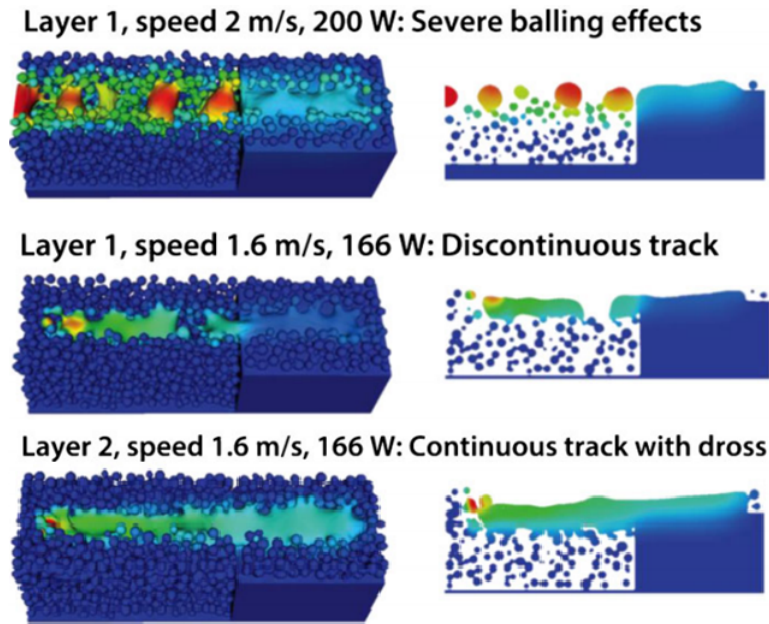 Layer 1, speed 2 m/s, 200 W: Severe balling effects
Layer 1, speed 1.6 m/s, 166 W: Discontinuous track
Layer 2, speed 1.6 m/s, 166 W: Continuous track with dross